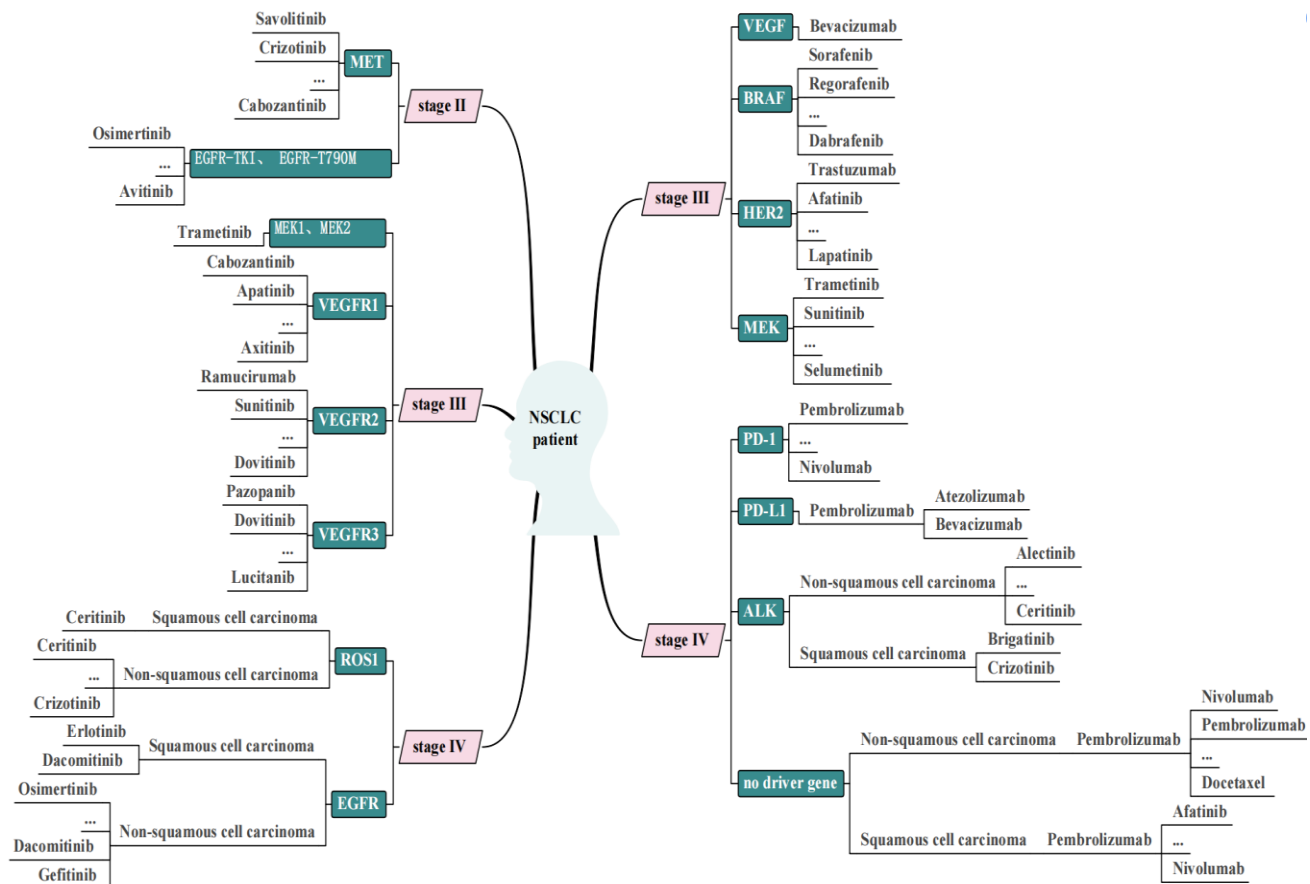 Savolitinib
Crizotinib
...
Cabozantinib
MET
Osimertinib
...
Avitinib
EGFR-TKI、 EGFR-T790M
stage II
Trametinib
MEK1、MEK2
Cabozantinib
Apatinib
...
Axitinib
VEGFR1
Ramucirumab
Sunitinib
...
Dovitinib
VEGFR2
Pazopanib
Dovitinib
...
Lucitanib
VEGFR3
stage III
Ceritinib
Squamous cell carcinoma
Ceritinib
...
Crizotinib
Non-squamous cell carcinoma
ROS1
Erlotinib
Dacomitinib
Squamous cell carcinoma
Osimertinib
...
Dacomitinib
Gefitinib
Non-squamous cell carcinoma
EGFR
stage IV
NSCLC
patient
stage III
VEGF
Bevacizumab
BRAF
Sorafenib
Regorafenib
...
Dabrafenib
HER2
Trastuzumab
Afatinib
...
Lapatinib
MEK
Trametinib
Sunitinib
...
Selumetinib
stage IV
PD-1
Pembrolizumab
...
Nivolumab
PD-L1
Pembrolizumab
Atezolizumab
Bevacizumab
ALK
Non-squamous cell carcinoma
Alectinib
...
Ceritinib
Squamous cell carcinoma
Brigatinib
Crizotinib
no driver gene
Non-squamous cell carcinoma
Pembrolizumab
Nivolumab
Pembrolizumab
...
Docetaxel
Squamous cell carcinoma
Pembrolizumab
Afatinib
...
Nivolumab